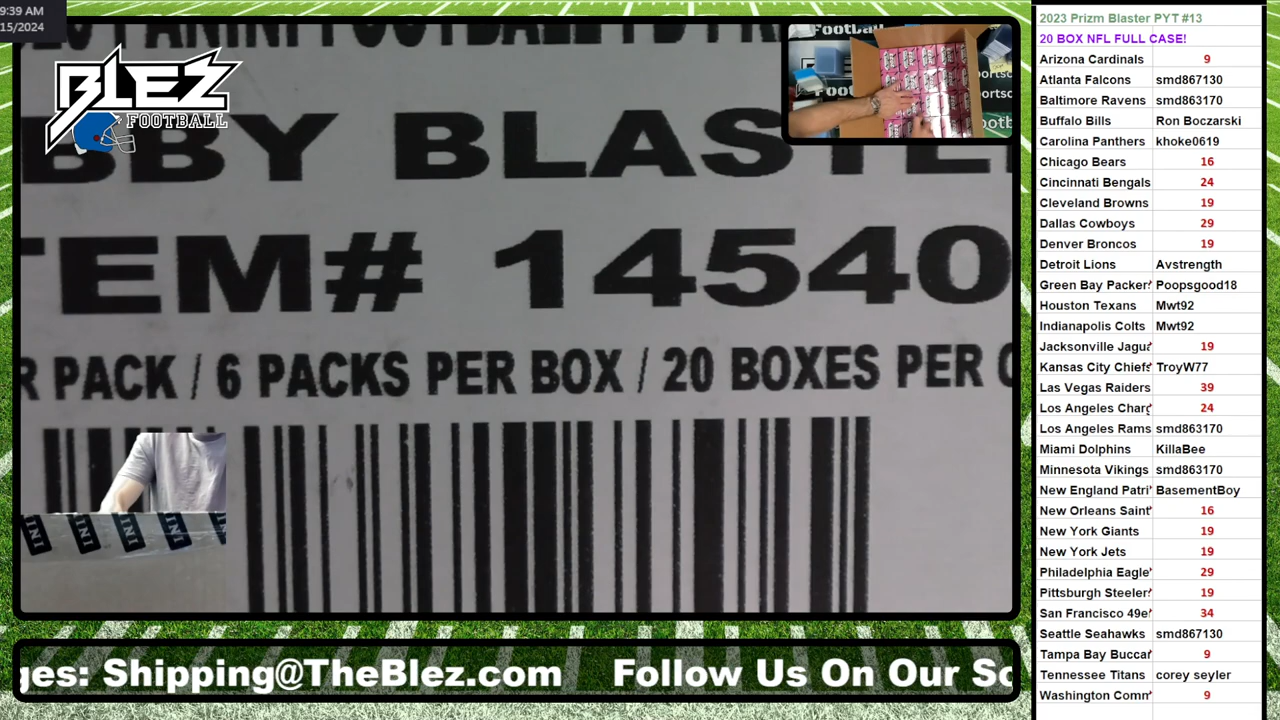 9:39 AM
15/2024
PANINI FOOTBALL
BLEZ
FOOTBALL
BBY BLASTE
TEM# 14540
R PACK / 6 PACKS PER BOX / 20 BOXES PER C
INI INI INI INI
ges: Shipping@TheBlez.com Follow Us On Our So
2023 Prizm Blaster PYT #13
20 BOX NFL FULL CASE!
Arizona Cardinals 9
Atlanta Falcons smd867130
Baltimore Ravens smd863170
Buffalo Bills Ron Boczarski
Carolina Panthers khoke0619
Chicago Bears 16
Cincinnati Bengals 24
Cleveland Browns 19
Dallas Cowboys 29
Denver Broncos 19
Detroit Lions Avstrength
Green Bay Packer Poopsgood18
Houston Texans Mwt92
Indianapolis Colts Mwt92
Jacksonville Jagua 19
Kansas City Chiefs TroyW77
Las Vegas Raiders 39
Los Angeles Charg 24
Los Angeles Rams smd863170
Miami Dolphins KillaBee
Minnesota Vikings smd863170
New England Patri BasementBoy
New Orleans Saint 16
New York Giants 19
New York Jets 19
Philadelphia Eagle 29
Pittsburgh Steeler 19
San Francisco 49e 34
Seattle Seahawks smd867130
Tampa Bay Buccar 9
Tennessee Titans corey seyler
Washington Comm 9